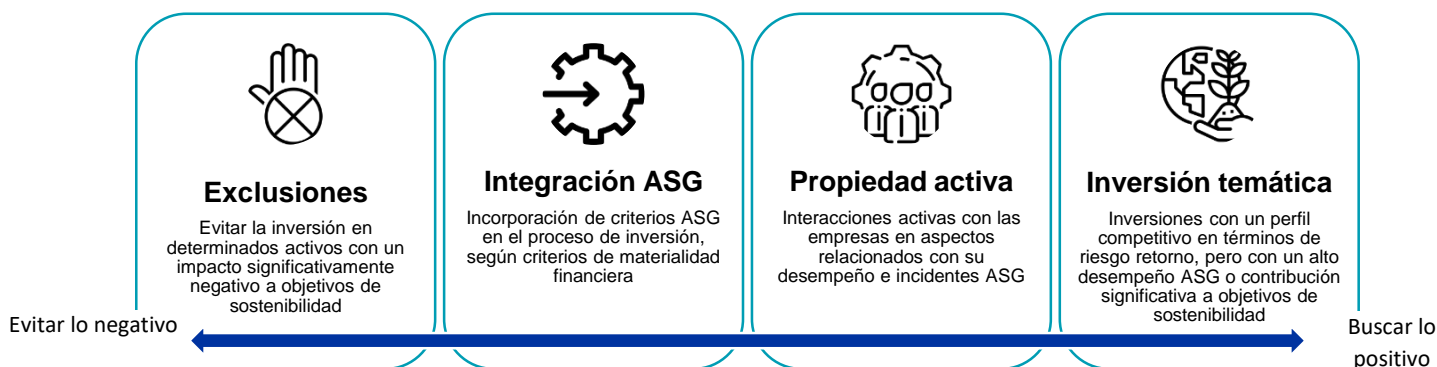 Exclusiones
Evitar la inversión en
determinados activos con un
impacto significativamente
negativo a objetivos de
sostenibilidad
Integración ASG
Incorporación de criterios ASG
en el proceso de inversión,
según criterios de materialidad
financiera
Propiedad activa
Interacciones activas con las
empresas en aspectos
relacionados con su
desempeño e incidentes ASG
Inversión temática
Inversiones con un perfil
competitivo en términos de
riesgo retorno, pero con un alto
desempeño ASG o contribución
significativa a objetivos de
sostenibilidad
Evitar lo negativo
Buscar lo
positivo